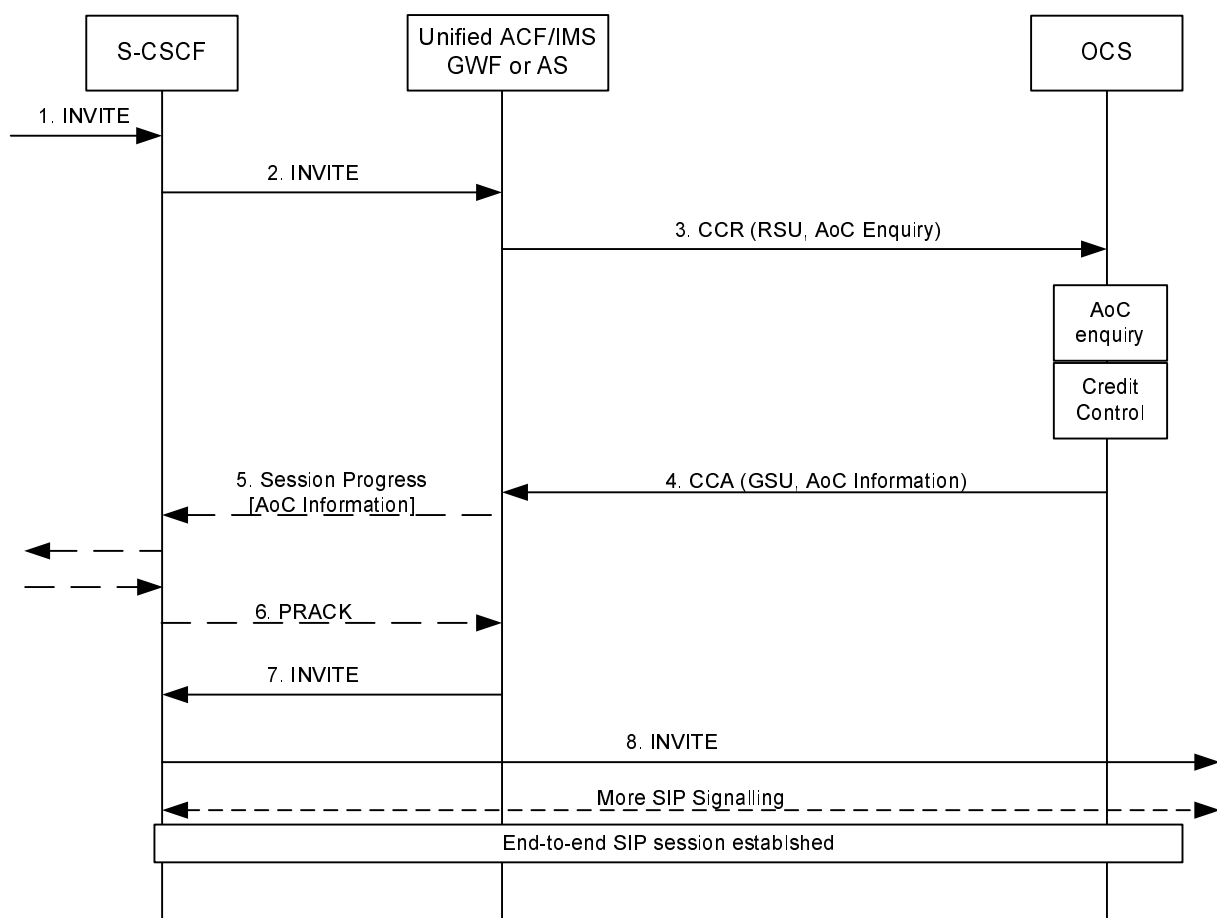 S-CSCF
Unified ACF/IMS
GWF or AS
OCS
1. INVITE
2. INVITE
3. CCR (RSU, AoC Enquiry)
AoC
enquiry
Credit
Control
4. CCA (GSU, AoC Information)
5. Session Progress
[AoC Information]
6. PRACK
7. INVITE
8. INVITE
More SIP Signalling
End-to-end SIP session establshed